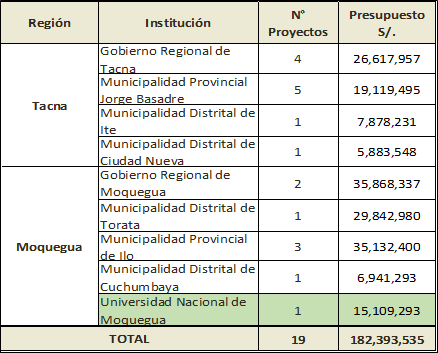 Región Institución N° Proyectos Presupuesto S/.
Tacna
Gobierno Regional de
Tacna 4 26,617,957
Municipalidad Provincial
Jorge Basadre 5 19,119,495
Municipalidad Distrital de
Ite 1 7,878,231
Municipalidad Distrital de
Ciudad Nueva 1 5,883,548
Moquegua
Gobierno Regional de
Moquegua 2 35,868,337
Municipalidad Distrital de
Torata 1 29,842,980
Municipalidad Provincial
de Ilo 3 35,132,400
Municipalidad Distrital de
Cuchumbaya 1 6,941,293
Universidad Nacional de
Moquegua 1 15,109,293
TOTAL 19 182,393,535